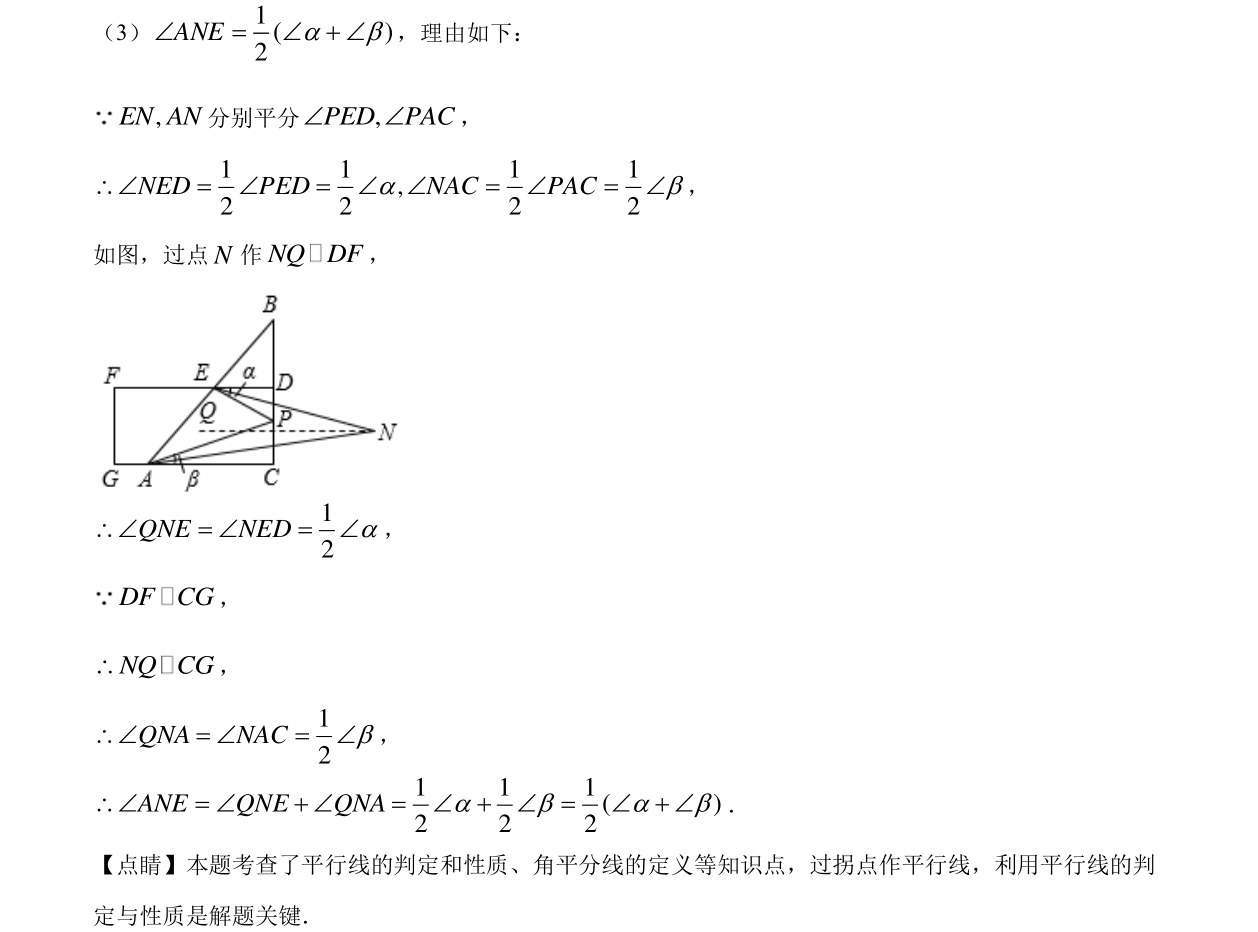 （3）∠ANE = 1/2(∠α + ∠β)，理由如下：
∵ EN, AN 分别平分 ∠PED, ∠PAC，
∴ ∠NED = 1/2∠PED = 1/2∠α, ∠NAC = 1/2∠PAC = 1/2∠β，
如图，过点 N 作 NQ□DF，
B
F E α D
Q P
N
G A β C
∴ ∠QNE = ∠NED = 1/2∠α，
∵ DF□CG，
∴ NQ□CG，
∴ ∠QNA = ∠NAC = 1/2∠β，
∴ ∠ANE = ∠QNE + ∠QNA = 1/2∠α + 1/2∠β = 1/2(∠α + ∠β)．
【点睛】本题考查了平行线的判定和性质、角平分线的定义等知识点，过拐点作平行线，利用平行线的判
定与性质是解题关键．